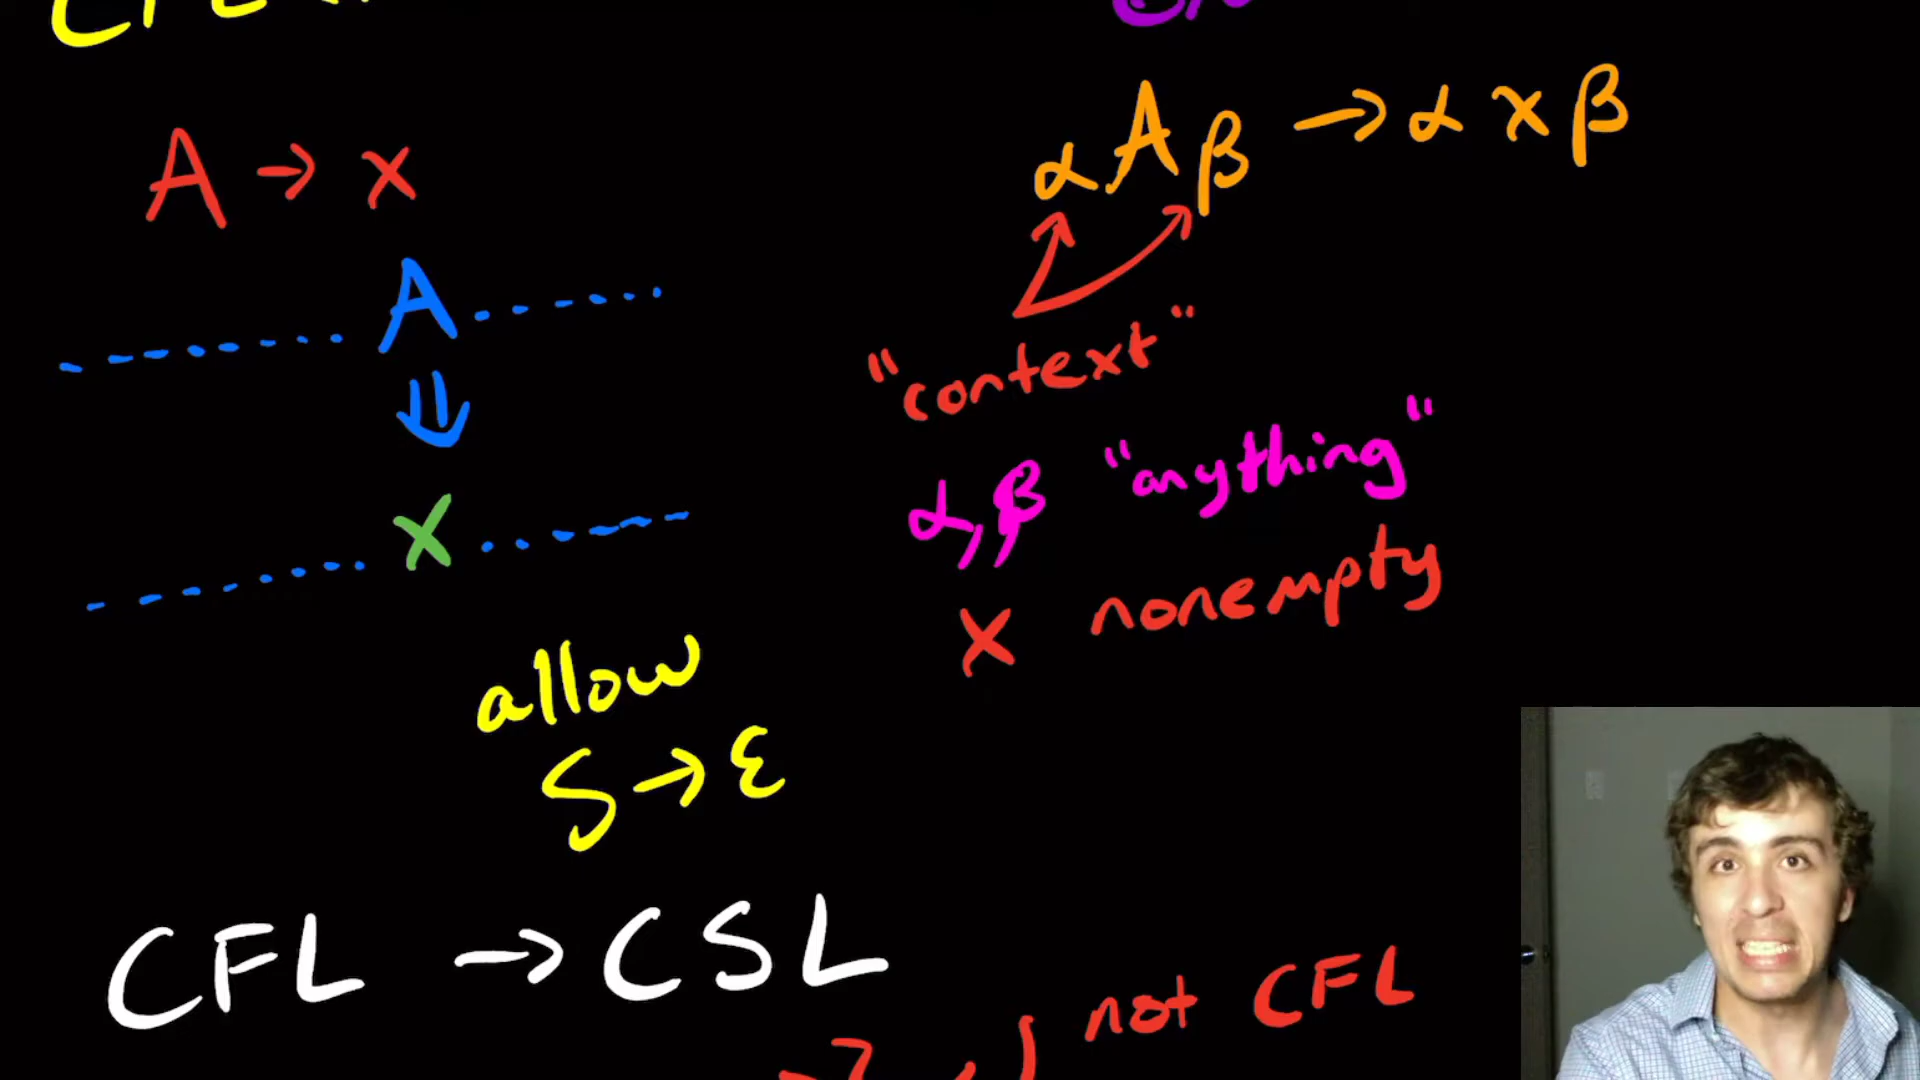 A → x
αAβ → αxβ
A
⇓
x
"context"
α,β "anything"
x nonempty
allow
S → ε
CFL → CSL
not CFL